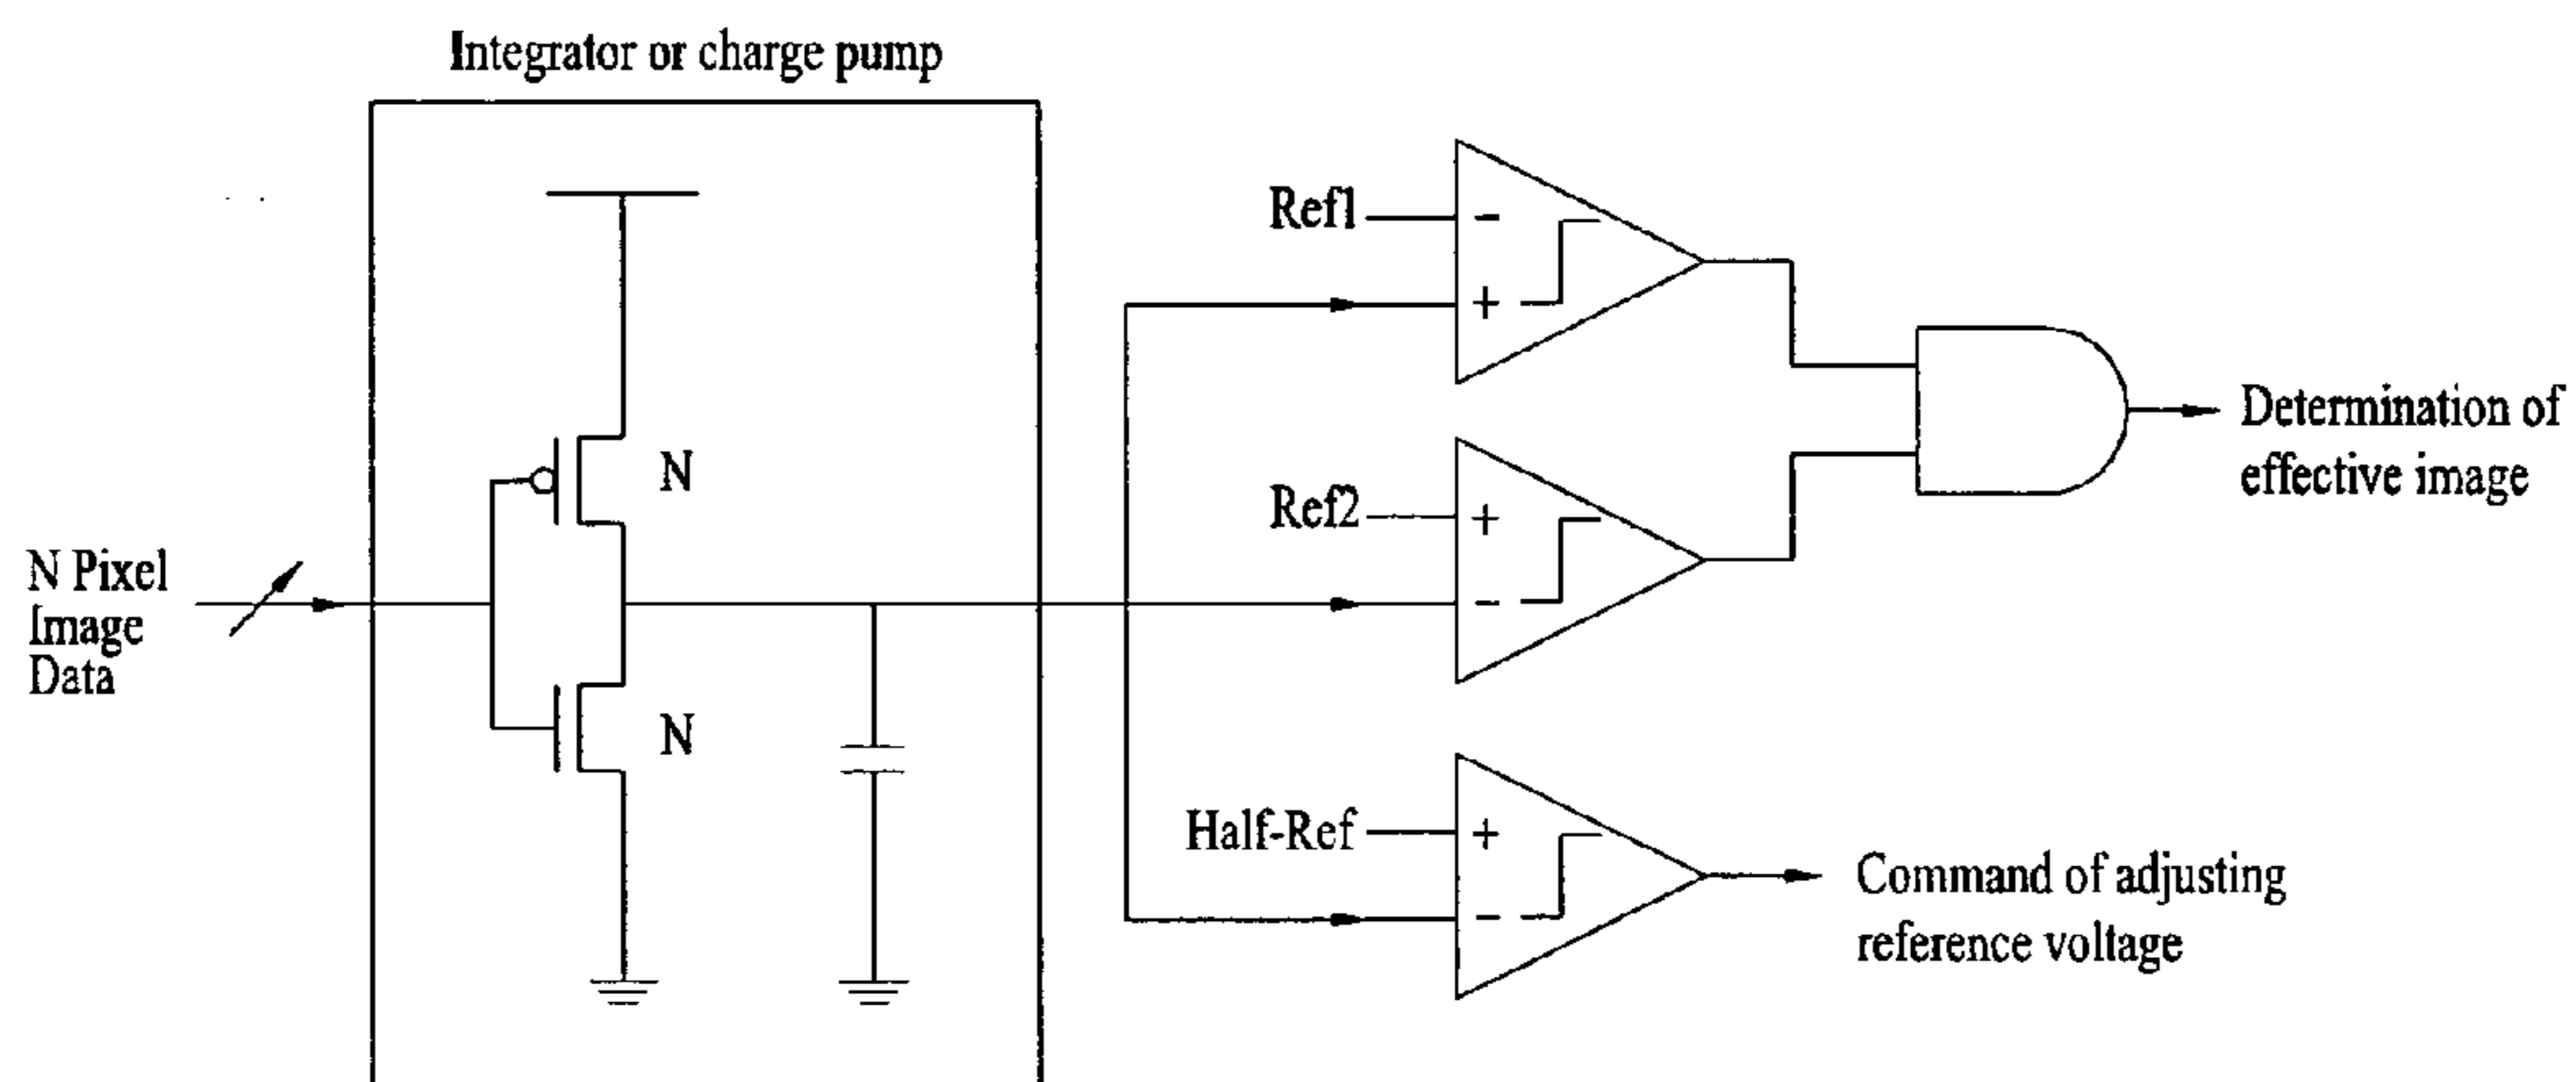 Integrator or charge pump
Ref1
-
+
N
Determination of
effective image
Ref2
+
-
N Pixel
Image
Data
N
Half-Ref
+
-
Command of adjusting
reference voltage